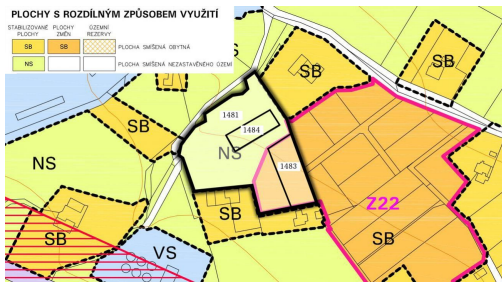 PLOCHY S ROZDÍLNÝM ZPŮSOBEM VYUŽITÍ
STABILIZOVANÉ PLOCHY
PLOCHY ZMĚN
ÚZEMNÍ REZERVY
SB SB PLOCHA SMÍŠENÁ OBYTNÁ
NS PLOCHA SMÍŠENÁ NEZASTAVĚNÉHO ÚZEMÍ
SB
SB
1481
1484
SB
NS
NS
1483
Z22
SB
SB
SB
VS